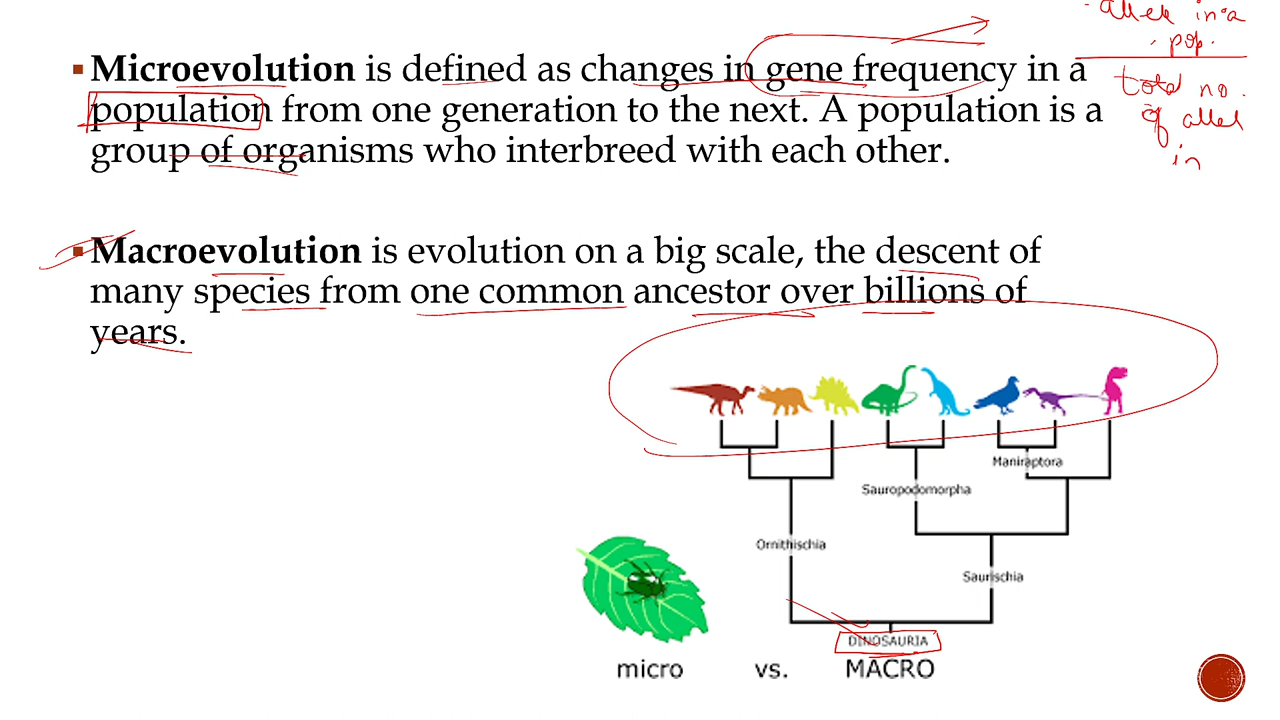 allele in a
pop.
total no.
of allel
in
▪ Microevolution is defined as changes in gene frequency in a
population from one generation to the next. A population is a
group of organisms who interbreed with each other.
▪ Macroevolution is evolution on a big scale, the descent of
many species from one common ancestor over billions of
years.
Maniraptora
Sauropodomorpha
Ornithischia
Saurischia
DINOSAURIA
micro vs. MACRO